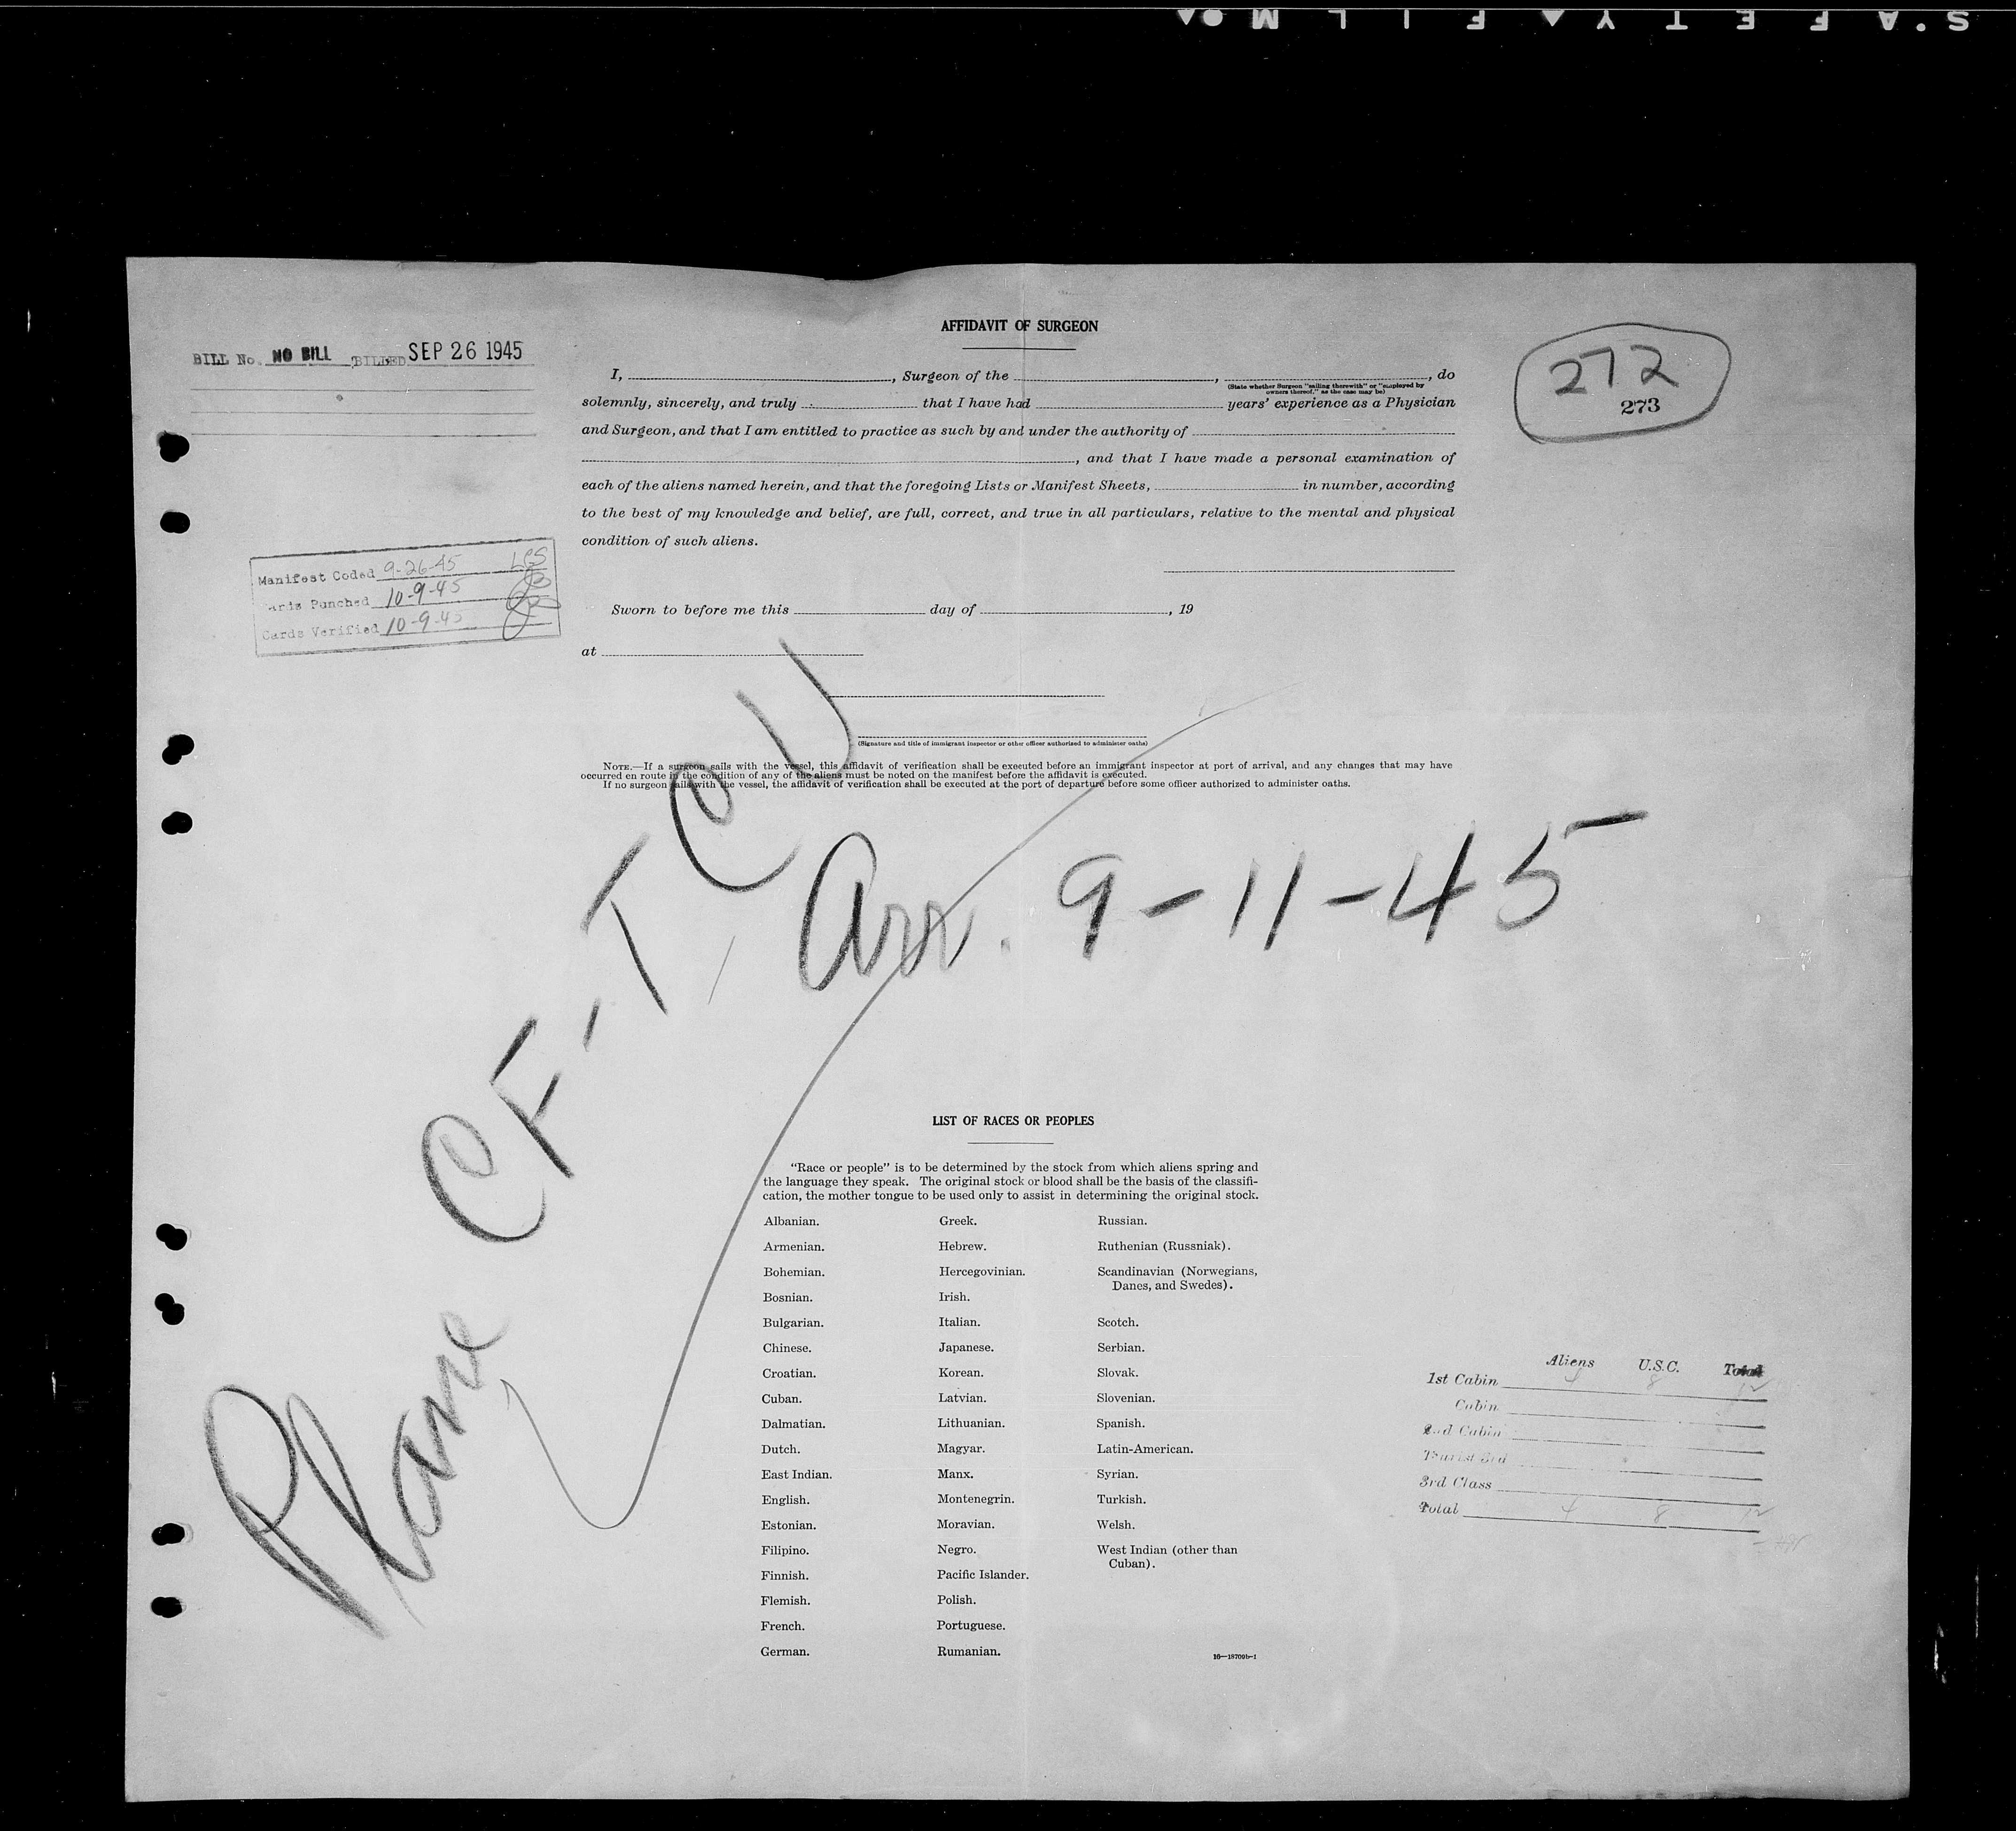 S·AFETY▲FILM●▲
AFFIDAVIT OF SURGEON
BILL No. NO BILL BILLED SEP 26 1945
272
273
I, , Surgeon of the , , do
(State whether Surgeon "sailing therewith" or "employed by
owners thereof," as the case may be)
solemnly, sincerely, and truly that I have had years' experience as a Physician
and Surgeon, and that I am entitled to practice as such by and under the authority of
, and that I have made a personal examination of
each of the aliens named herein, and that the foregoing Lists or Manifest Sheets, in number, according
to the best of my knowledge and belief, are full, correct, and true in all particulars, relative to the mental and physical
condition of such aliens.
Manifest Coded 9-26-45 LCS
Cards Punched 10-9-45
Cards Verified 10-9-45
Sworn to before me this day of , 19
at
(Signature and title of immigrant inspector or other officer authorized to administer oaths)
NOTE.—If a surgeon sails with the vessel, this affidavit of verification shall be executed before an immigrant inspector at port of arrival, and any changes that may have
occurred en route in the condition of any of the aliens must be noted on the manifest before the affidavit is executed.
If no surgeon sails with the vessel, the affidavit of verification shall be executed at the port of departure before some officer authorized to administer oaths.
Plane CF-TCU
Arr. 9-11-45
LIST OF RACES OR PEOPLES
"Race or people" is to be determined by the stock from which aliens spring and
the language they speak. The original stock or blood shall be the basis of the classifi-
cation, the mother tongue to be used only to assist in determining the original stock.
Albanian. Greek. Russian.
Armenian. Hebrew. Ruthenian (Russniak).
Bohemian. Hercegovinian. Scandinavian (Norwegians,
Danes, and Swedes).
Bosnian. Irish.
Bulgarian. Italian. Scotch.
Chinese. Japanese. Serbian.
Croatian. Korean. Slovak.
Cuban. Latvian. Slovenian.
Dalmatian. Lithuanian. Spanish.
Dutch. Magyar. Latin-American.
East Indian. Manx. Syrian.
English. Montenegrin. Turkish.
Estonian. Moravian. Welsh.
Filipino. Negro. West Indian (other than
Cuban).
Finnish. Pacific Islander.
Flemish. Polish.
French. Portuguese.
German. Rumanian.
16—18709b-1
Aliens U.S.C. Total
1st Cabin 4 8 12
Cabin
2nd Cabin
Tourist 3rd
3rd Class
Total 4 8 12